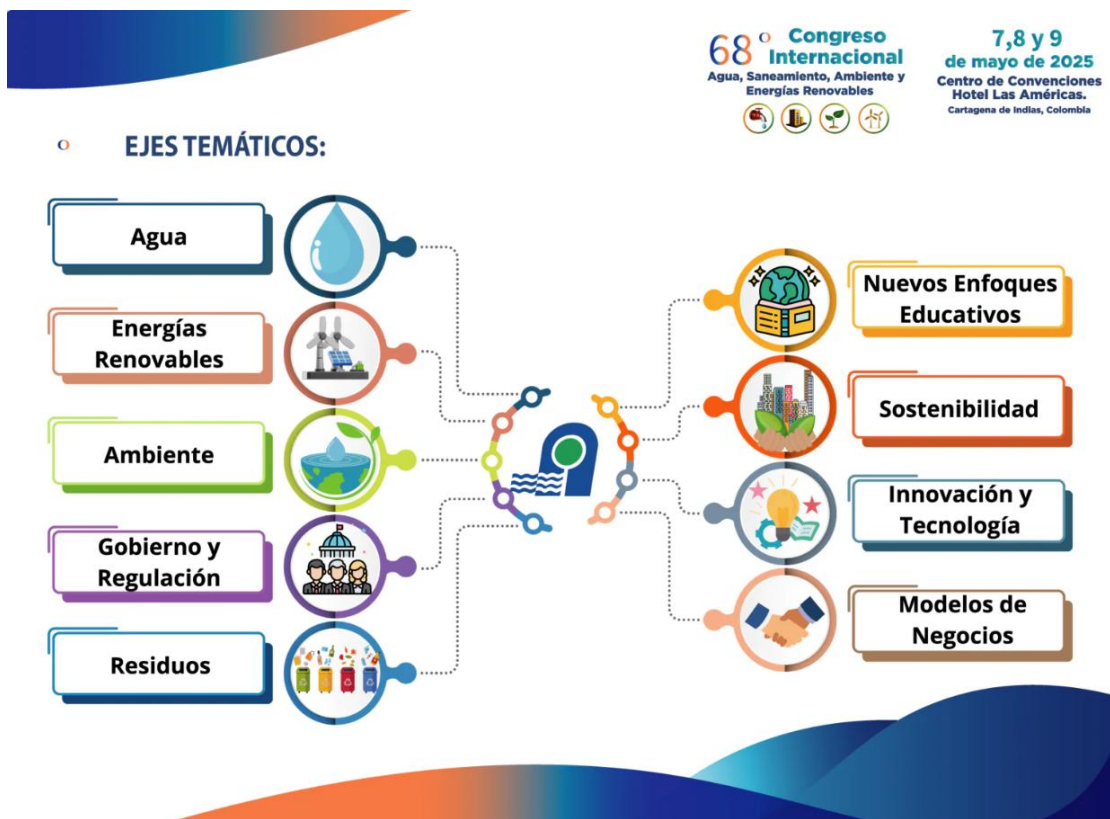 68° Congreso
Internacional
Agua, Saneamiento, Ambiente y
Energías Renovables
7,8 y 9
de mayo de 2025
Centro de Convenciones
Hotel Las Américas.
Cartagena de Indias, Colombia
EJES TEMÁTICOS:
Agua
Energías
Renovables
Ambiente
Gobierno y
Regulación
Residuos
Nuevos Enfoques
Educativos
Sostenibilidad
Innovación y
Tecnología
Modelos de
Negocios